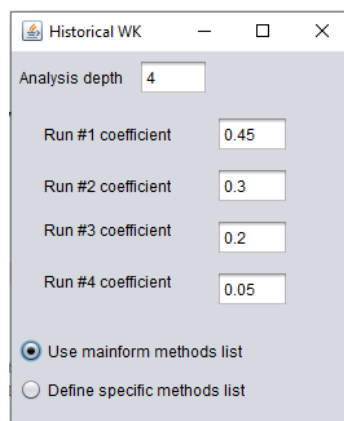 Historical WK
Analysis depth 4
Run #1 coefficient 0.45
Run #2 coefficient 0.3
Run #3 coefficient 0.2
Run #4 coefficient 0.05
Use mainform methods list
Define specific methods list